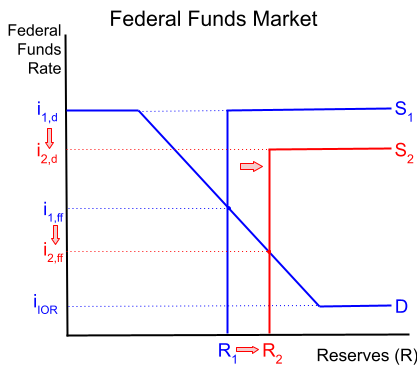 Federal Funds Market
Federal
Funds
Rate
i1,d
S1
i2,d
S2
i1,ff
i2,ff
iIOR
D
R1
R2
Reserves (R)